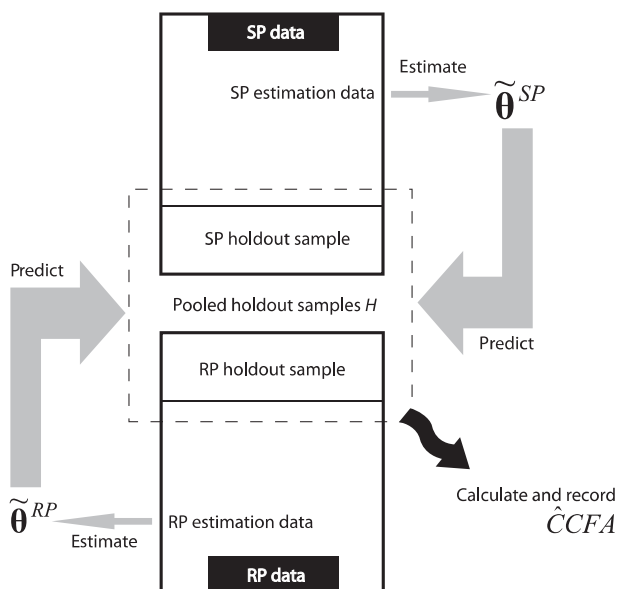 SP data
Estimate
SP estimation data
θ̃ SP
SP holdout sample
Predict
Pooled holdout samples H
Predict
RP holdout sample
Calculate and record
ĈCFA
θ̃ RP
RP estimation data
Estimate
RP data